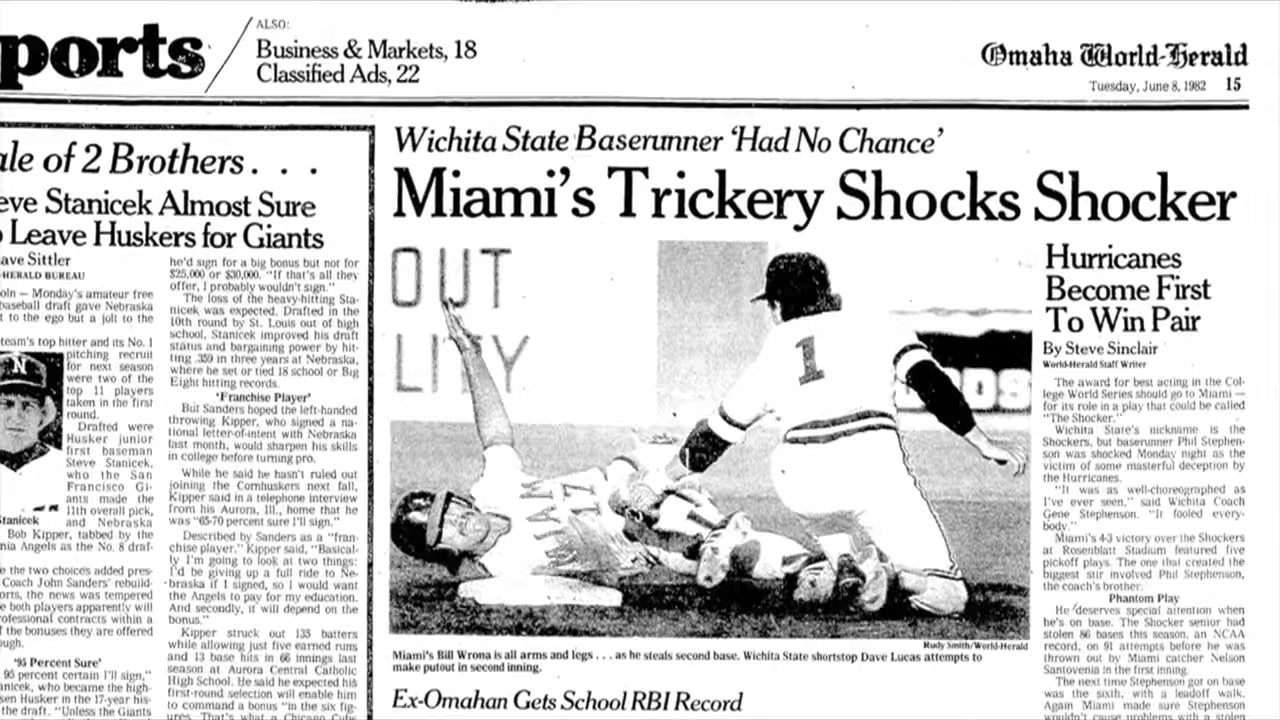 ports
ALSO:
Business & Markets, 18
Classified Ads, 22
Omaha World-Herald
Tuesday, June 8, 1982 15
ale of 2 Brothers . . .
eve Stanicek Almost Sure
o Leave Huskers for Giants
ave Sittler
-HERALD BUREAU
oln — Monday's amateur free
baseball draft gave Nebraska
t to the ego but a jolt to the
team's top hitter and its No. 1
pitching recruit
for next season
were two of the
top 11 players
taken in the first
round.
Drafted were
Husker junior
first baseman
Steve Stanicek,
who the San
Francisco Gi-
ants made the
11th overall pick,
and Nebraska
N
Stanicek
Bob Kipper, tabbed by the
nia Angels as the No. 8 draf-
e the two choices added pres-
Coach John Sanders' rebuild-
orts, the news was tempered
e both players apparently will
rofessional contracts within a
f the bonuses they are offered
ough.
'95 Percent Sure'
95 percent certain I'll sign,"
anicek, who became the high-
sen Husker in the 17-year his-
the draft. "Unless the Giants
he'd sign for a big bonus but not for
$25,000 or $30,000. "If that's all they
offer, I probably wouldn't sign."
The loss of the heavy-hitting Sta-
nicek was expected. Drafted in the
10th round by St. Louis out of high
school, Stanicek improved his draft
status and bargaining power by hit-
ting .359 in three years at Nebraska,
where he set or tied 18 school or Big
Eight hitting records.
'Franchise Player'
But Sanders hoped the left-handed
throwing Kipper, who signed a na-
tional letter-of-intent with Nebraska
last month, would sharpen his skills
in college before turning pro.
While he said he hasn't ruled out
joining the Cornhuskers next fall,
Kipper said in a telephone interview
from his Aurora, Ill., home that he
was "65-70 percent sure I'll sign."
Described by Sanders as a "fran-
chise player," Kipper said, "Basical-
ly I'm going to look at two things:
I'd be giving up a full ride to Ne-
braska if I signed, so I would want
the Angels to pay for my education.
And secondly, it will depend on the
bonus."
Kipper struck out 135 batters
while allowing just five earned runs
and 13 base hits in 66 innings last
season at Aurora Central Catholic
High School. He said he expected his
first-round selection will enable him
to command a bonus "in the six fig-
ures. That's what a Chicago Cubs
Wichita State Baserunner 'Had No Chance'
Miami's Trickery Shocks Shocker
OUT
LITY
1
Rudy Smith/World-Herald
Miami's Bill Wrona is all arms and legs . . . as he steals second base. Wichita State shortstop Dave Lucas attempts to
make putout in second inning.
Ex-Omahan Gets School RBI Record
Hurricanes
Become First
To Win Pair
By Steve Sinclair
World-Herald Staff Writer
The award for best acting in the Col-
lege World Series should go to Miami —
for its role in a play that could be called
"The Shocker."
Wichita State's nickname is the
Shockers, but baserunner Phil Stephen-
son was shocked Monday night as the
victim of some masterful deception by
the Hurricanes.
"It was as well-choreographed as
I've ever seen," said Wichita Coach
Gene Stephenson. "It fooled every-
body."
Miami's 4-3 victory over the Shockers
at Rosenblatt Stadium featured five
pickoff plays. The one that created the
biggest stir involved Phil Stephenson,
the coach's brother.
Phantom Play
He deserves special attention when
he's on base. The Shocker senior had
stolen 86 bases this season, an NCAA
record, on 91 attempts before he was
thrown out by Miami catcher Nelson
Santovenia in the first inning.
The next time Stephenson got on base
was the sixth, with a leadoff walk.
Again Miami made sure Stephenson
wouldn't cause problems with a stolen